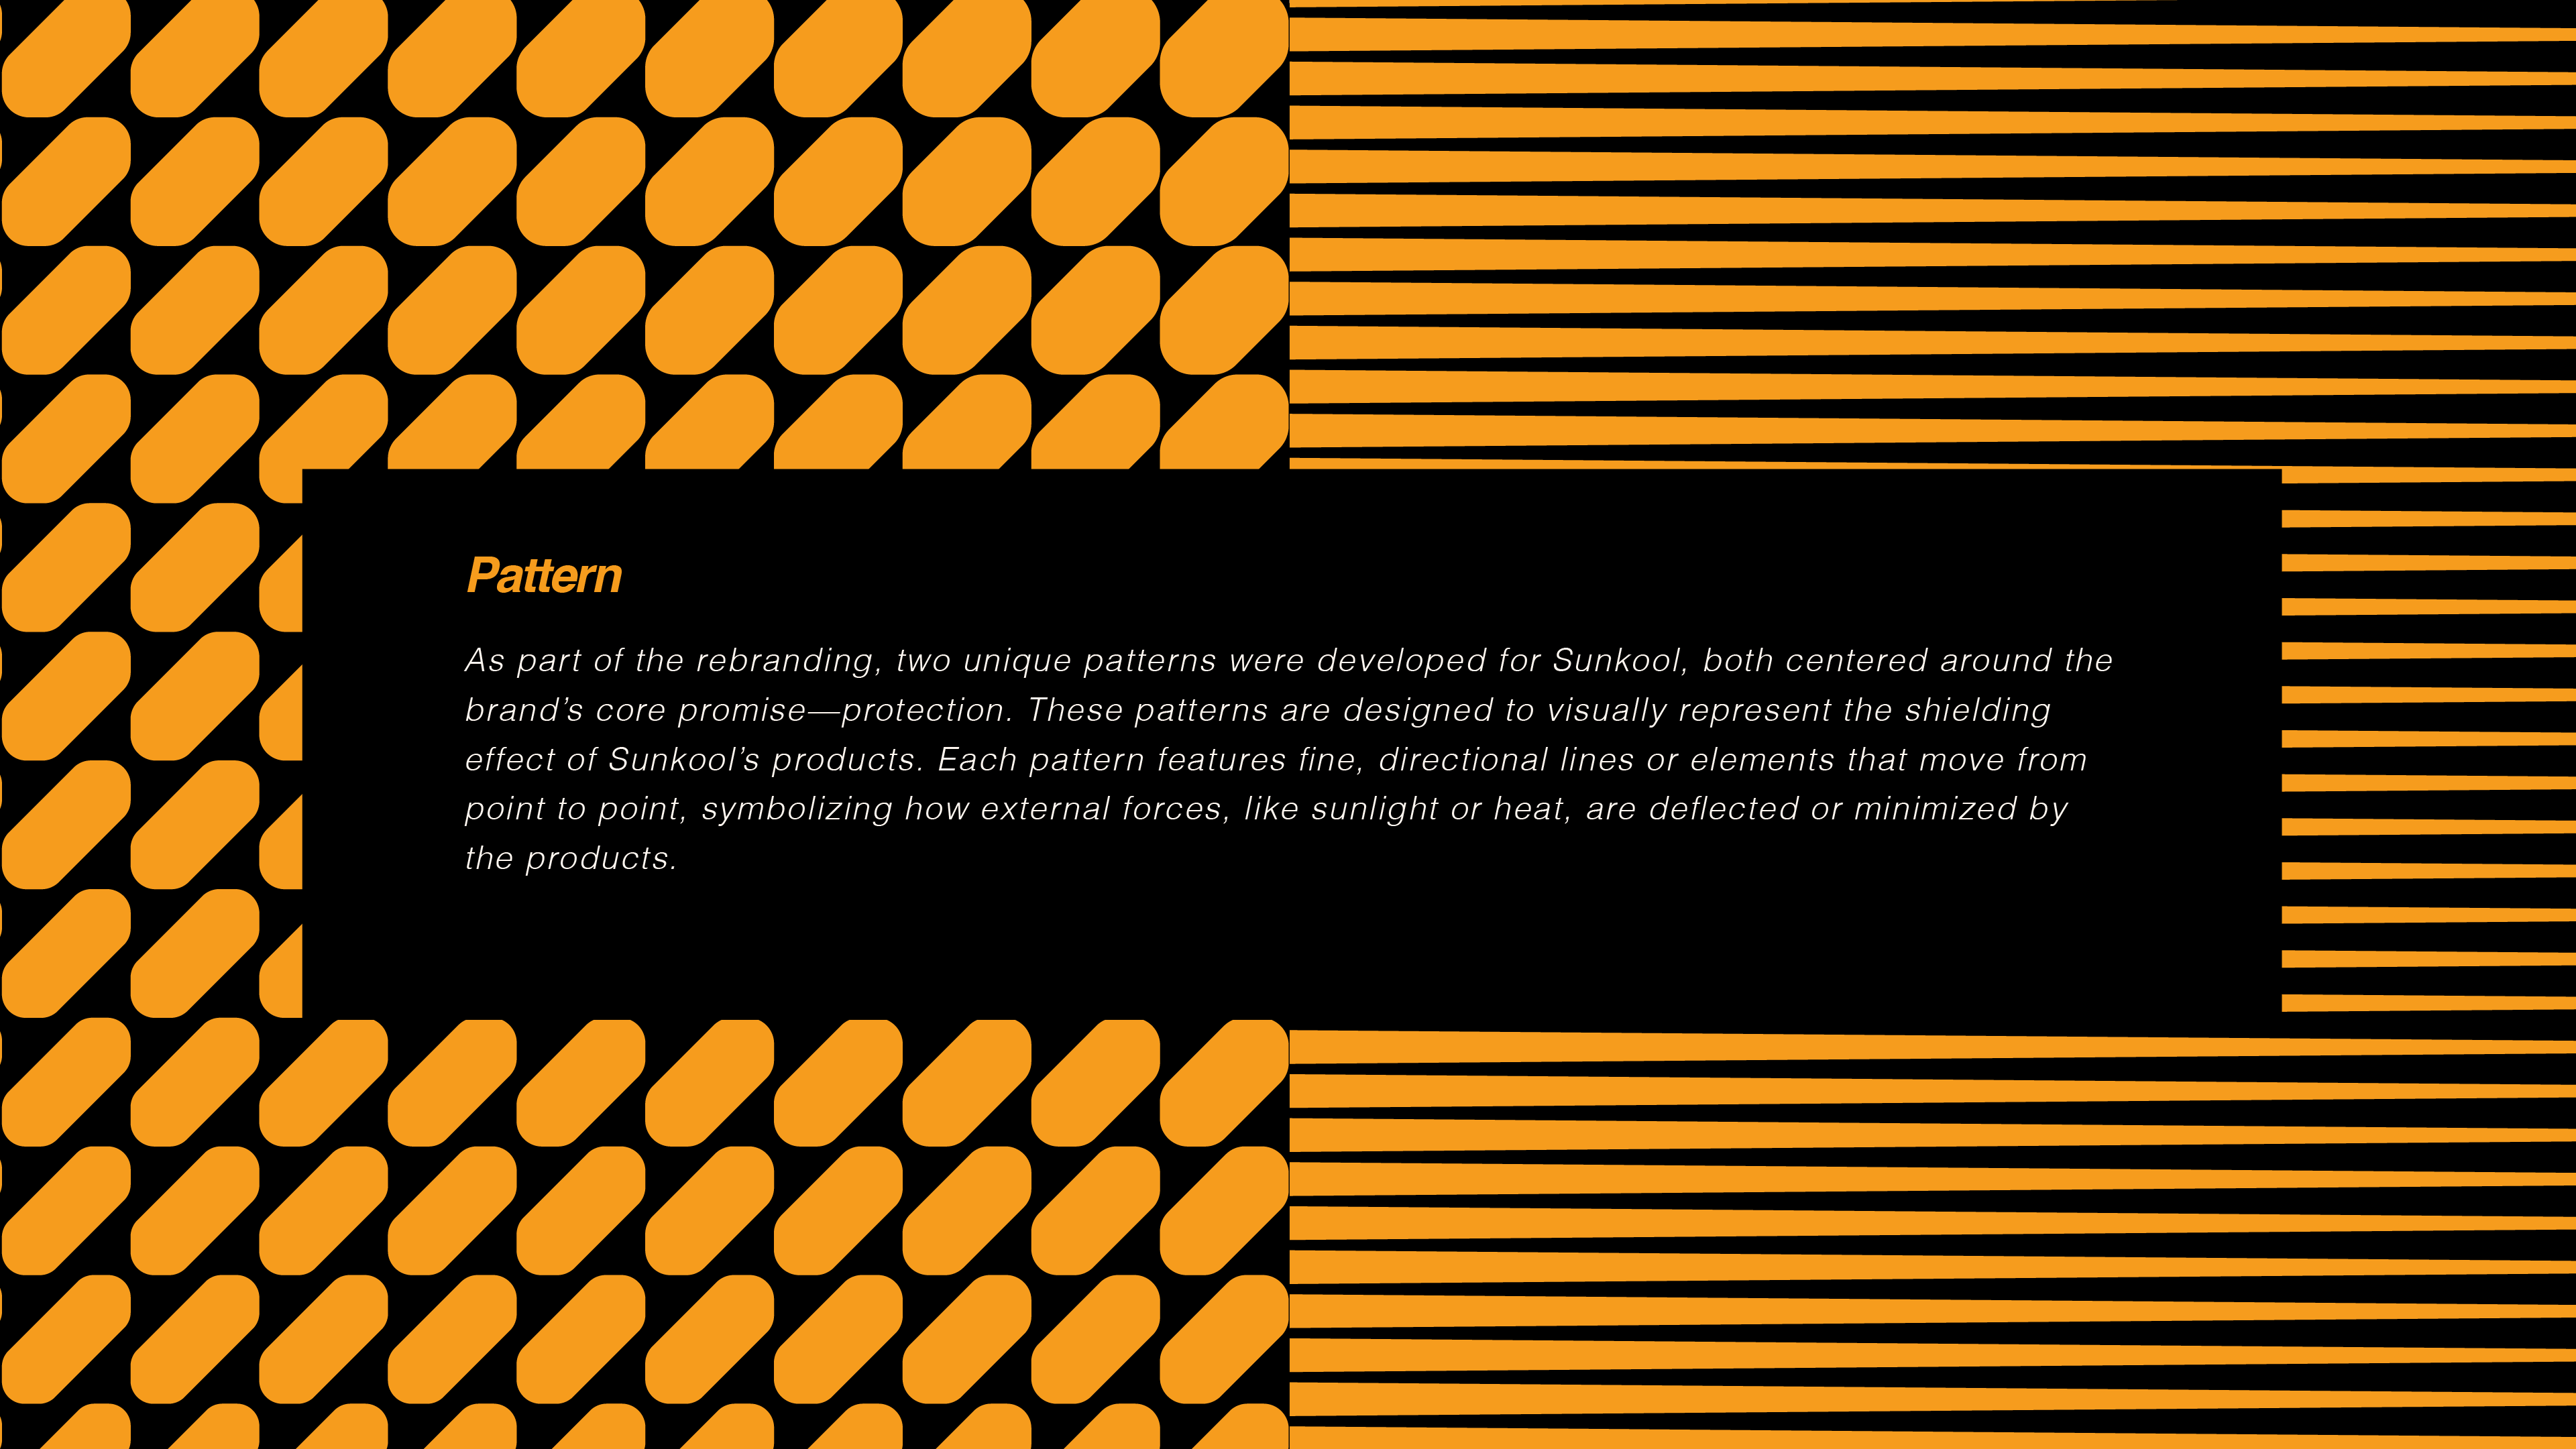 Pattern
As part of the rebranding, two unique patterns were developed for Sunkool, both centered around the
brand’s core promise—protection. These patterns are designed to visually represent the shielding
effect of Sunkool’s products. Each pattern features fine, directional lines or elements that move from
point to point, symbolizing how external forces, like sunlight or heat, are deflected or minimized by
the products.